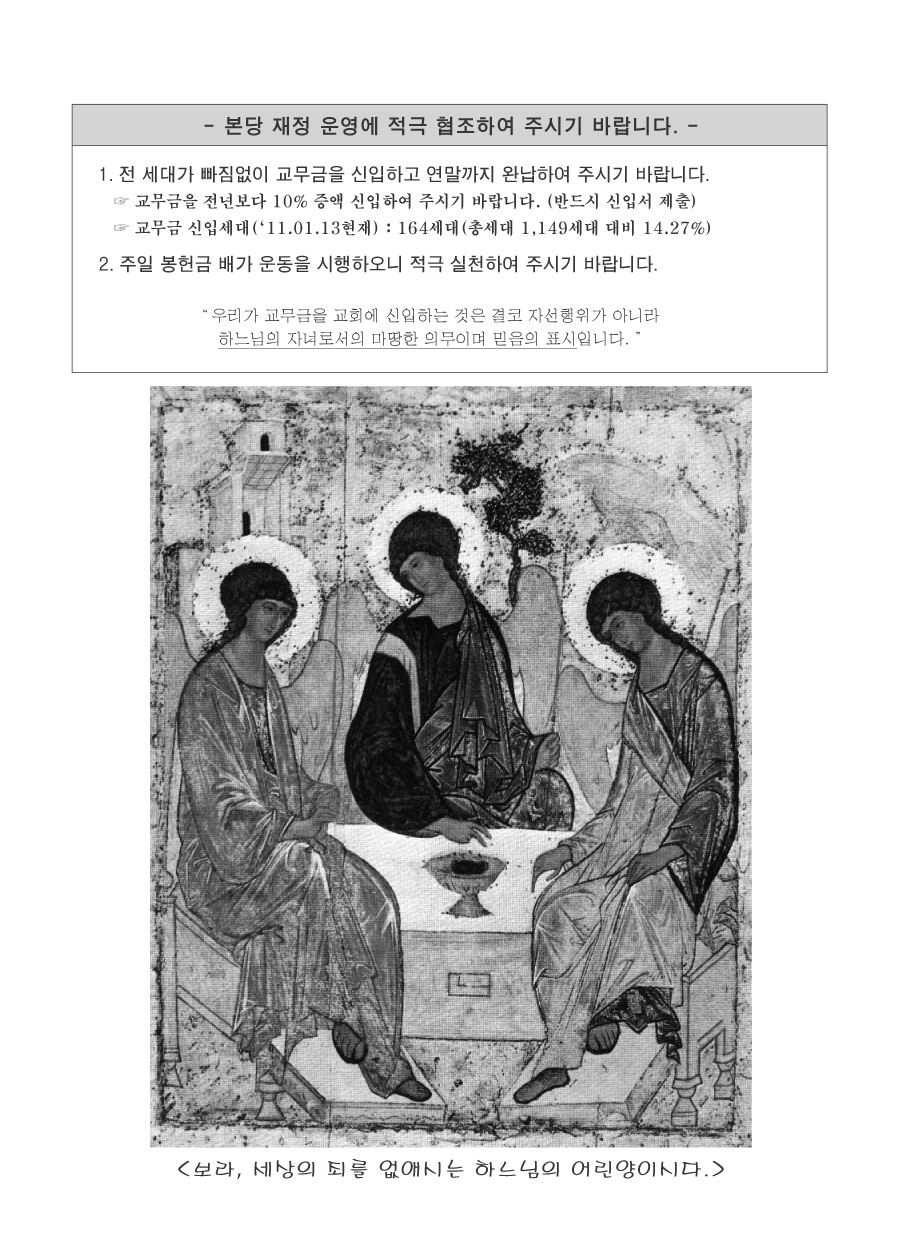 - 본당 재정 운영에 적극 협조하여 주시기 바랍니다. -
1. 전 세대가 빠짐없이 교무금을 신입하고 연말까지 완납하여 주시기 바랍니다.
☞ 교무금을 전년보다 10% 증액 신입하여 주시기 바랍니다. (반드시 신입서 제출)
☞ 교무금 신입세대(‘11.01.13현재) : 164세대(총세대 1,149세대 대비 14.27%)
2. 주일 봉헌금 배가 운동을 시행하오니 적극 실천하여 주시기 바랍니다.
“ 우리가 교무금을 교회에 신입하는 것은 결코 자선행위가 아니라
하느님의 자녀로서의 마땅한 의무이며 믿음의 표시입니다. ”
<보라, 세상의 죄를 없애시는 하느님의 어린양이시다.>